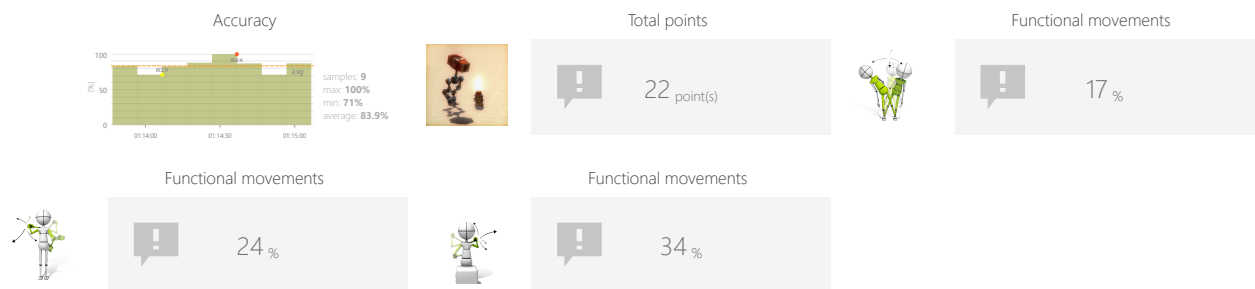 Accuracy
100
50
0
[%]
min
max
avg
01:14:00
01:14:30
01:15:00
samples: 9
max: 100%
min: 71%
average: 83.9%
Total points
22 point(s)
Functional movements
17 %
Functional movements
24 %
Functional movements
34 %